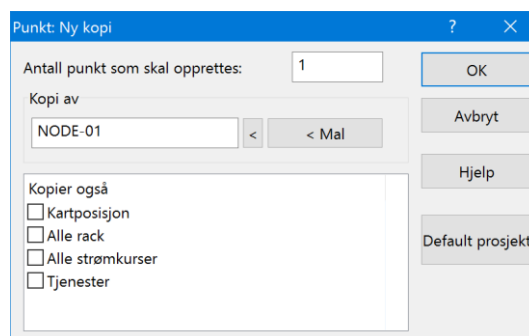 Punkt: Ny kopi ? ×
Antall punkt som skal opprettes: 1
OK
Kopi av
NODE-01 < < Mal
Avbryt
Hjelp
Kopier også
Kartposisjon
Alle rack
Alle strømkurser
Tjenester
Default prosjekt